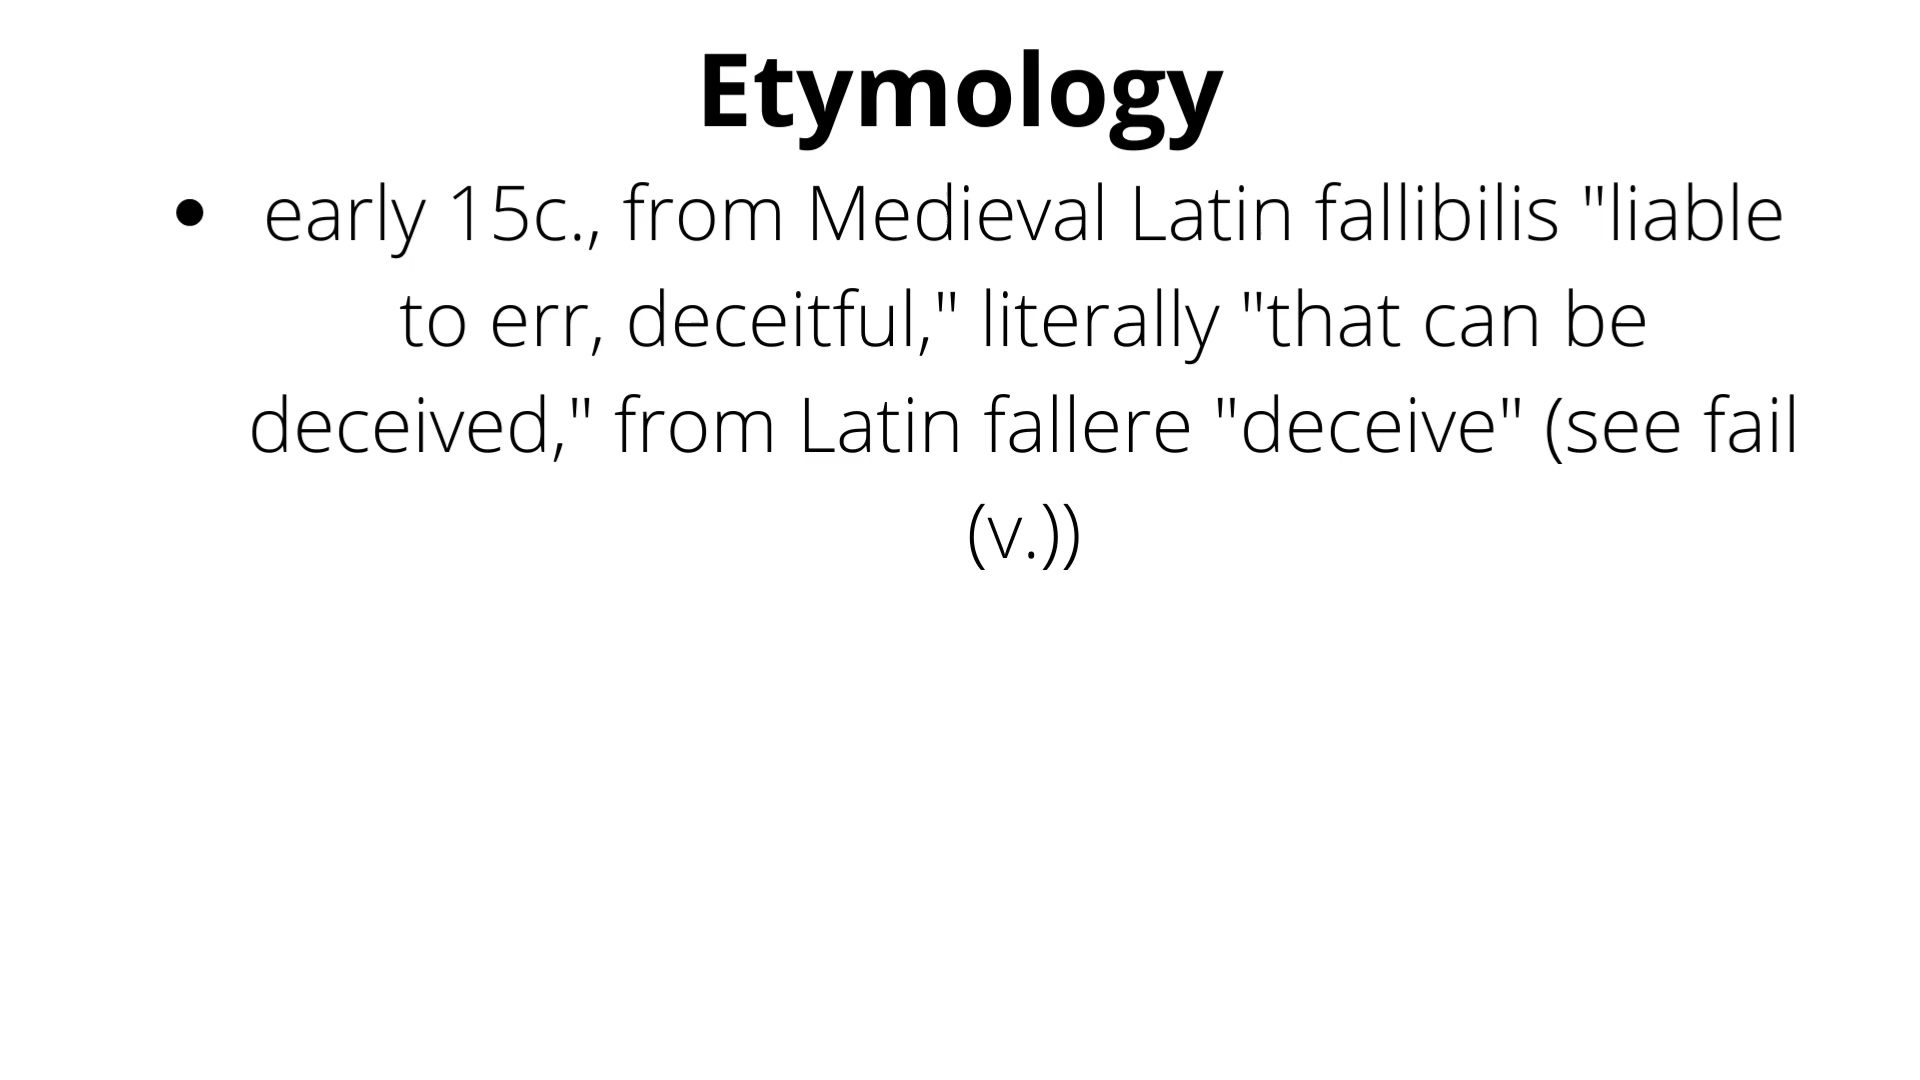 Etymology
• early 15c., from Medieval Latin fallibilis "liable
to err, deceitful," literally "that can be
deceived," from Latin fallere "deceive" (see fail
(v.))